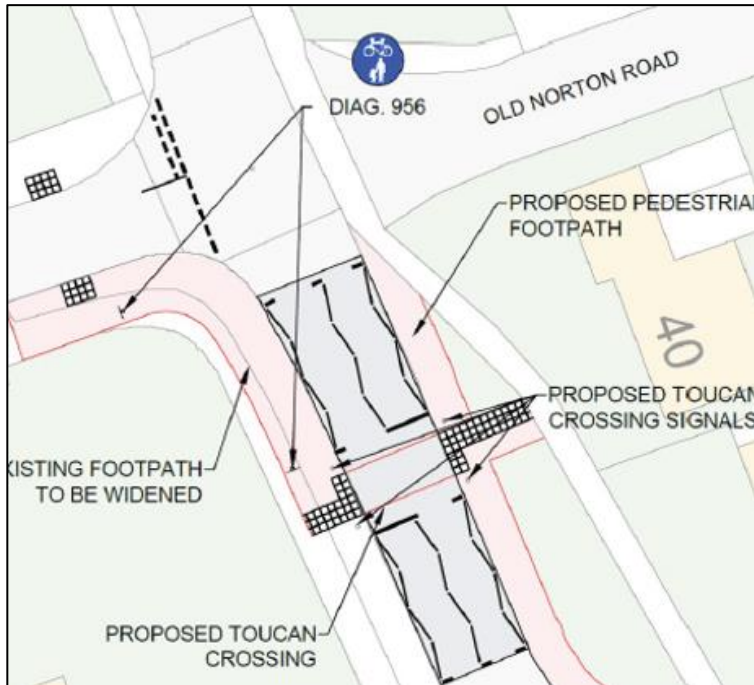 DIAG. 956
OLD NORTON ROAD
PROPOSED PEDESTRIA
FOOTPATH
40
PROPOSED TOUCAN
CROSSING SIGNALS
XISTING FOOTPATH
TO BE WIDENED
PROPOSED TOUCAN
CROSSING